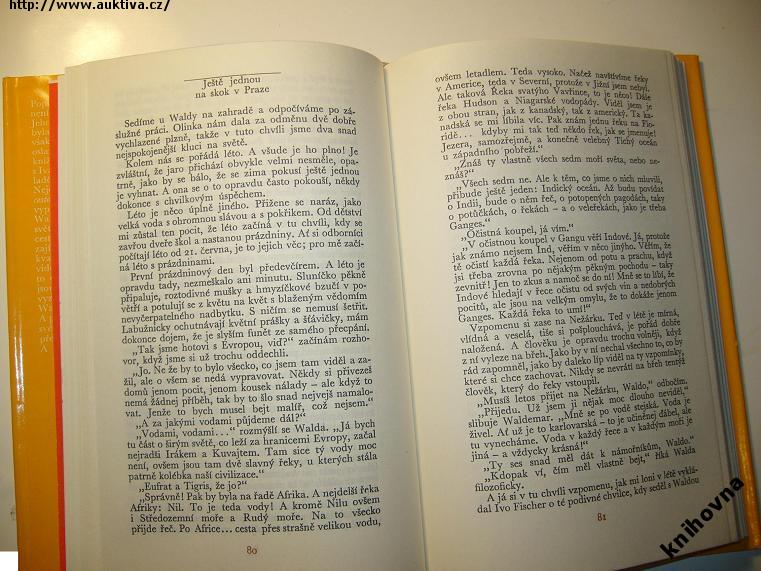 http://www.auktiva.cz/
Ještě jednou
na skok v Praze
Sedíme u Waldy na zahradě a odpočíváme po zá-
služné práci. Olinka nám dala za odměnu dvě dobře
vychlazené plzně, takže v tuto chvíli jsme dva snad
nejspokojenější kluci na světě.
Kolem nás se pořádá léto. A všude je ho plno! Je
zvláštní, že jaro přichází obvykle velmi nesměle, opa-
trně, jako by se bálo, že se zima pokusí ještě jednou
je vyhnat. A ona se o to opravdu často pokouší, někdy
dokonce s chvilkovým úspěchem.
Léto je něco úplně jiného. Přižene se naráz, jako
velká voda s ohromnou slávou a s pokřikem. Od dětství
mi zůstal ten pocit, že léto začíná v tu chvíli, kdy se
zavřou dveře škol a nastanou prázdniny. Ať si odborníci
počítají léto od 21. června, je to jejich věc; pro mě začí-
ná léto s prázdninami.
První prázdninový den byl předevčírem. A léto je
opravdu tady, nezmeškalo ani minutu. Sluníčko pěkně
připaluje, roztodivné mušky a hmyzíčkové bzučí v po-
větří a potulují se z květu na květ s blaženým vědomím
nevyčerpatelného nadbytku. S ničím se nemusí šetřit.
Labužnicky ochutnávají květní prášky a šťávičky, mám
dokonce dojem, že je slyším funět ze samého přecpání.
„Tak jsme hotovi s Evropou, viď?“ začínám rozho-
vor, když jsme si už trochu oddechli.
„Jo. Ne že by to bylo všecko, co jsem tam viděl a za-
žil, ale o všem se nedá vypravovat. Někdy si přivezeš
domů jenom pocit, jenom kousek nálady – ale když to
nemá žádnej příběh, tak by to šlo snad nejvejš namalo-
vat. Jenže to bys musel bejt malíř, což nejsem.“
„A za jakými vodami půjdeme dál?“
„Vodami, vodami...“ rozmýšlí se Walda. „Já bych
tu část o širým světě, co leží za hranicemi Evropy, začal
nejradši Irákem a Kuvajtem. Tam sice tý vody moc
není, ovšem jsou tam dvě slavný řeky, u kterých stála
patrně kolébka naší civilizace.“
„Eufrat a Tigris, že jo?“
„Správně! Pak by byla na řadě Afrika. A nejdelší řeka
Afriky: Nil. To je teda vody! A kromě Nilu ovšem
i Středozemní moře a Rudý moře. Na to všecko
přijde řeč. Po Africe... cesta přes strašně velikou vodu,
80
ovšem letadlem. Teda vysoko. Načež navštívíme řeky
v Americe, teda v Severní, protože v Jižní jsem nebyl.
Ale taková Řeka svatýho Vavřince, to je něco! Dále
řeka Hudson a Niagarské vodopády. Viděl jsem je
z obou stran, jak z kanadský, tak z americký. Ta ka-
nadská se mi líbila víc. Pak znám jednu řeku na Flo-
ridě... kdyby mi tak teď někdo řek, jak se jmenuje!
Jezera, samozřejmě, a konečně velebný Tichý oceán
u západního pobřeží.“
„Znáš ty vlastně všech sedm moří světa, nebo ne-
znáš?“
„Všech sedm ne. Ale k těm, co jsme o nich mluvili,
přibude ještě jeden: Indický oceán. Až budu povídat
o Indii, bude o něm řeč, o potopených pagodách, taky
o potůčkách, o řekách – a o veleřekách, jako je třeba
Ganges.“
„Očistná koupel, já vím.“
„V očistnou koupel v Gangu věří Indové. Já, protože
jak známo nejsem Ind, věřím v něco jinýho. Věřím, že
tě očistí každá řeka. Nejenom od potu a prachu, když
jsi třeba zrovna po nějakým pěkným pochodu – taky
zevnitř! Jen to zkus a namoč se do ní! Mně se to líbí, že
Indové hledají v řece očistu od svých vin a nedobrých
pocitů, ale jsou na velkým omylu, že to dokáže jenom
Ganges. Každá řeka to umí!“
Vzpomenu si zase na Nežárku. Teď v létě je mírná,
vlídná a veselá, tiše si pošplouchává, je pořád dobře
naložená. A člověku je opravdu trochu volněji, když
z ní vyleze na břeh. Jako by v ní nechal všechno to, co by
rád zapomněl, jako by daleko líp viděl na ty vzpomínky,
které si chce zachovat. Nikdy se nevrátí na břeh tentýž
člověk, který do řeky vstoupil.
„Musíš letos přijet na Nežárku, Waldo,“ odbočím.
„Přijedu. Už jsem ji nějak moc dlouho neviděl,“
slibuje Waldemar. „Mně se po vodě stejská. Voda je
živel. Ať už je to karlovarská – to je učiněnej ďábel, ale
tu vynecháme. Voda v každý řece a v každým moři je
jiná – a vždycky krásná!“
„Ty ses snad měl dát k námořníkům, Waldo.“
„Kdopak ví, čím měl vlastně bejt,“ říká Walda
filozoficky.
A já si v tu chvíli vzpomenu, jak mi loni v létě vyklá-
dal Ivo Fischer o té podivné chvilce, kdy seděl s Waldou
81
knihovna